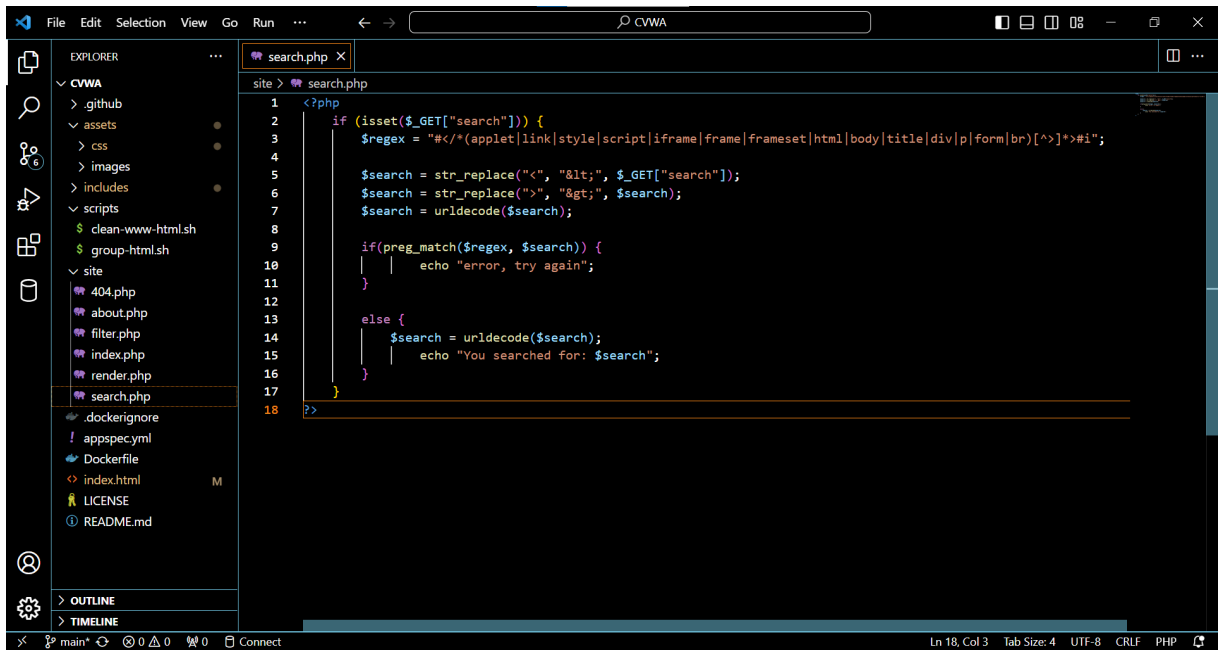 File Edit Selection View Go Run ··· ← → CVWA
EXPLORER ···
CVWA
.github
assets
css
images
includes
scripts
$ clean-www-html.sh
$ group-html.sh
site
404.php
about.php
filter.php
index.php
render.php
search.php
.dockerignore
! appspec.yml
Dockerfile
<> index.html M
LICENSE
README.md
OUTLINE
TIMELINE
6
search.php ×
···
site > search.php
1 <?php
2     if (isset($_GET["search"])) {
3         $regex = "#</*(applet|link|style|script|iframe|frame|frameset|html|body|title|div|p|form|br)[^>]*>#i";
4
5         $search = str_replace("<", "&lt;", $_GET["search"]);
6         $search = str_replace(">", "&gt;", $search);
7         $search = urldecode($search);
8
9         if(preg_match($regex, $search)) {
10                 echo "error, try again";
11         }
12
13         else {
14             $search = urldecode($search);
15                 echo "You searched for: $search";
16         }
17     }
18 ?>
main* 0 0 0 Connect Ln 18, Col 3 Tab Size: 4 UTF-8 CRLF PHP